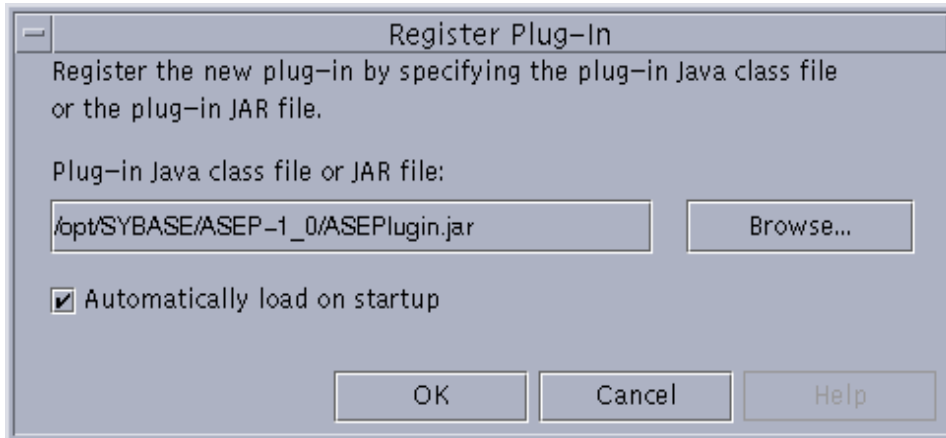 Register Plug-In
Register the new plug-in by specifying the plug-in Java class file
or the plug-in JAR file.
Plug-in Java class file or JAR file:
/opt/SYBASE/ASEP-1_0/ASEPlugin.jar
Browse...
Automatically load on startup
OK
Cancel
Help